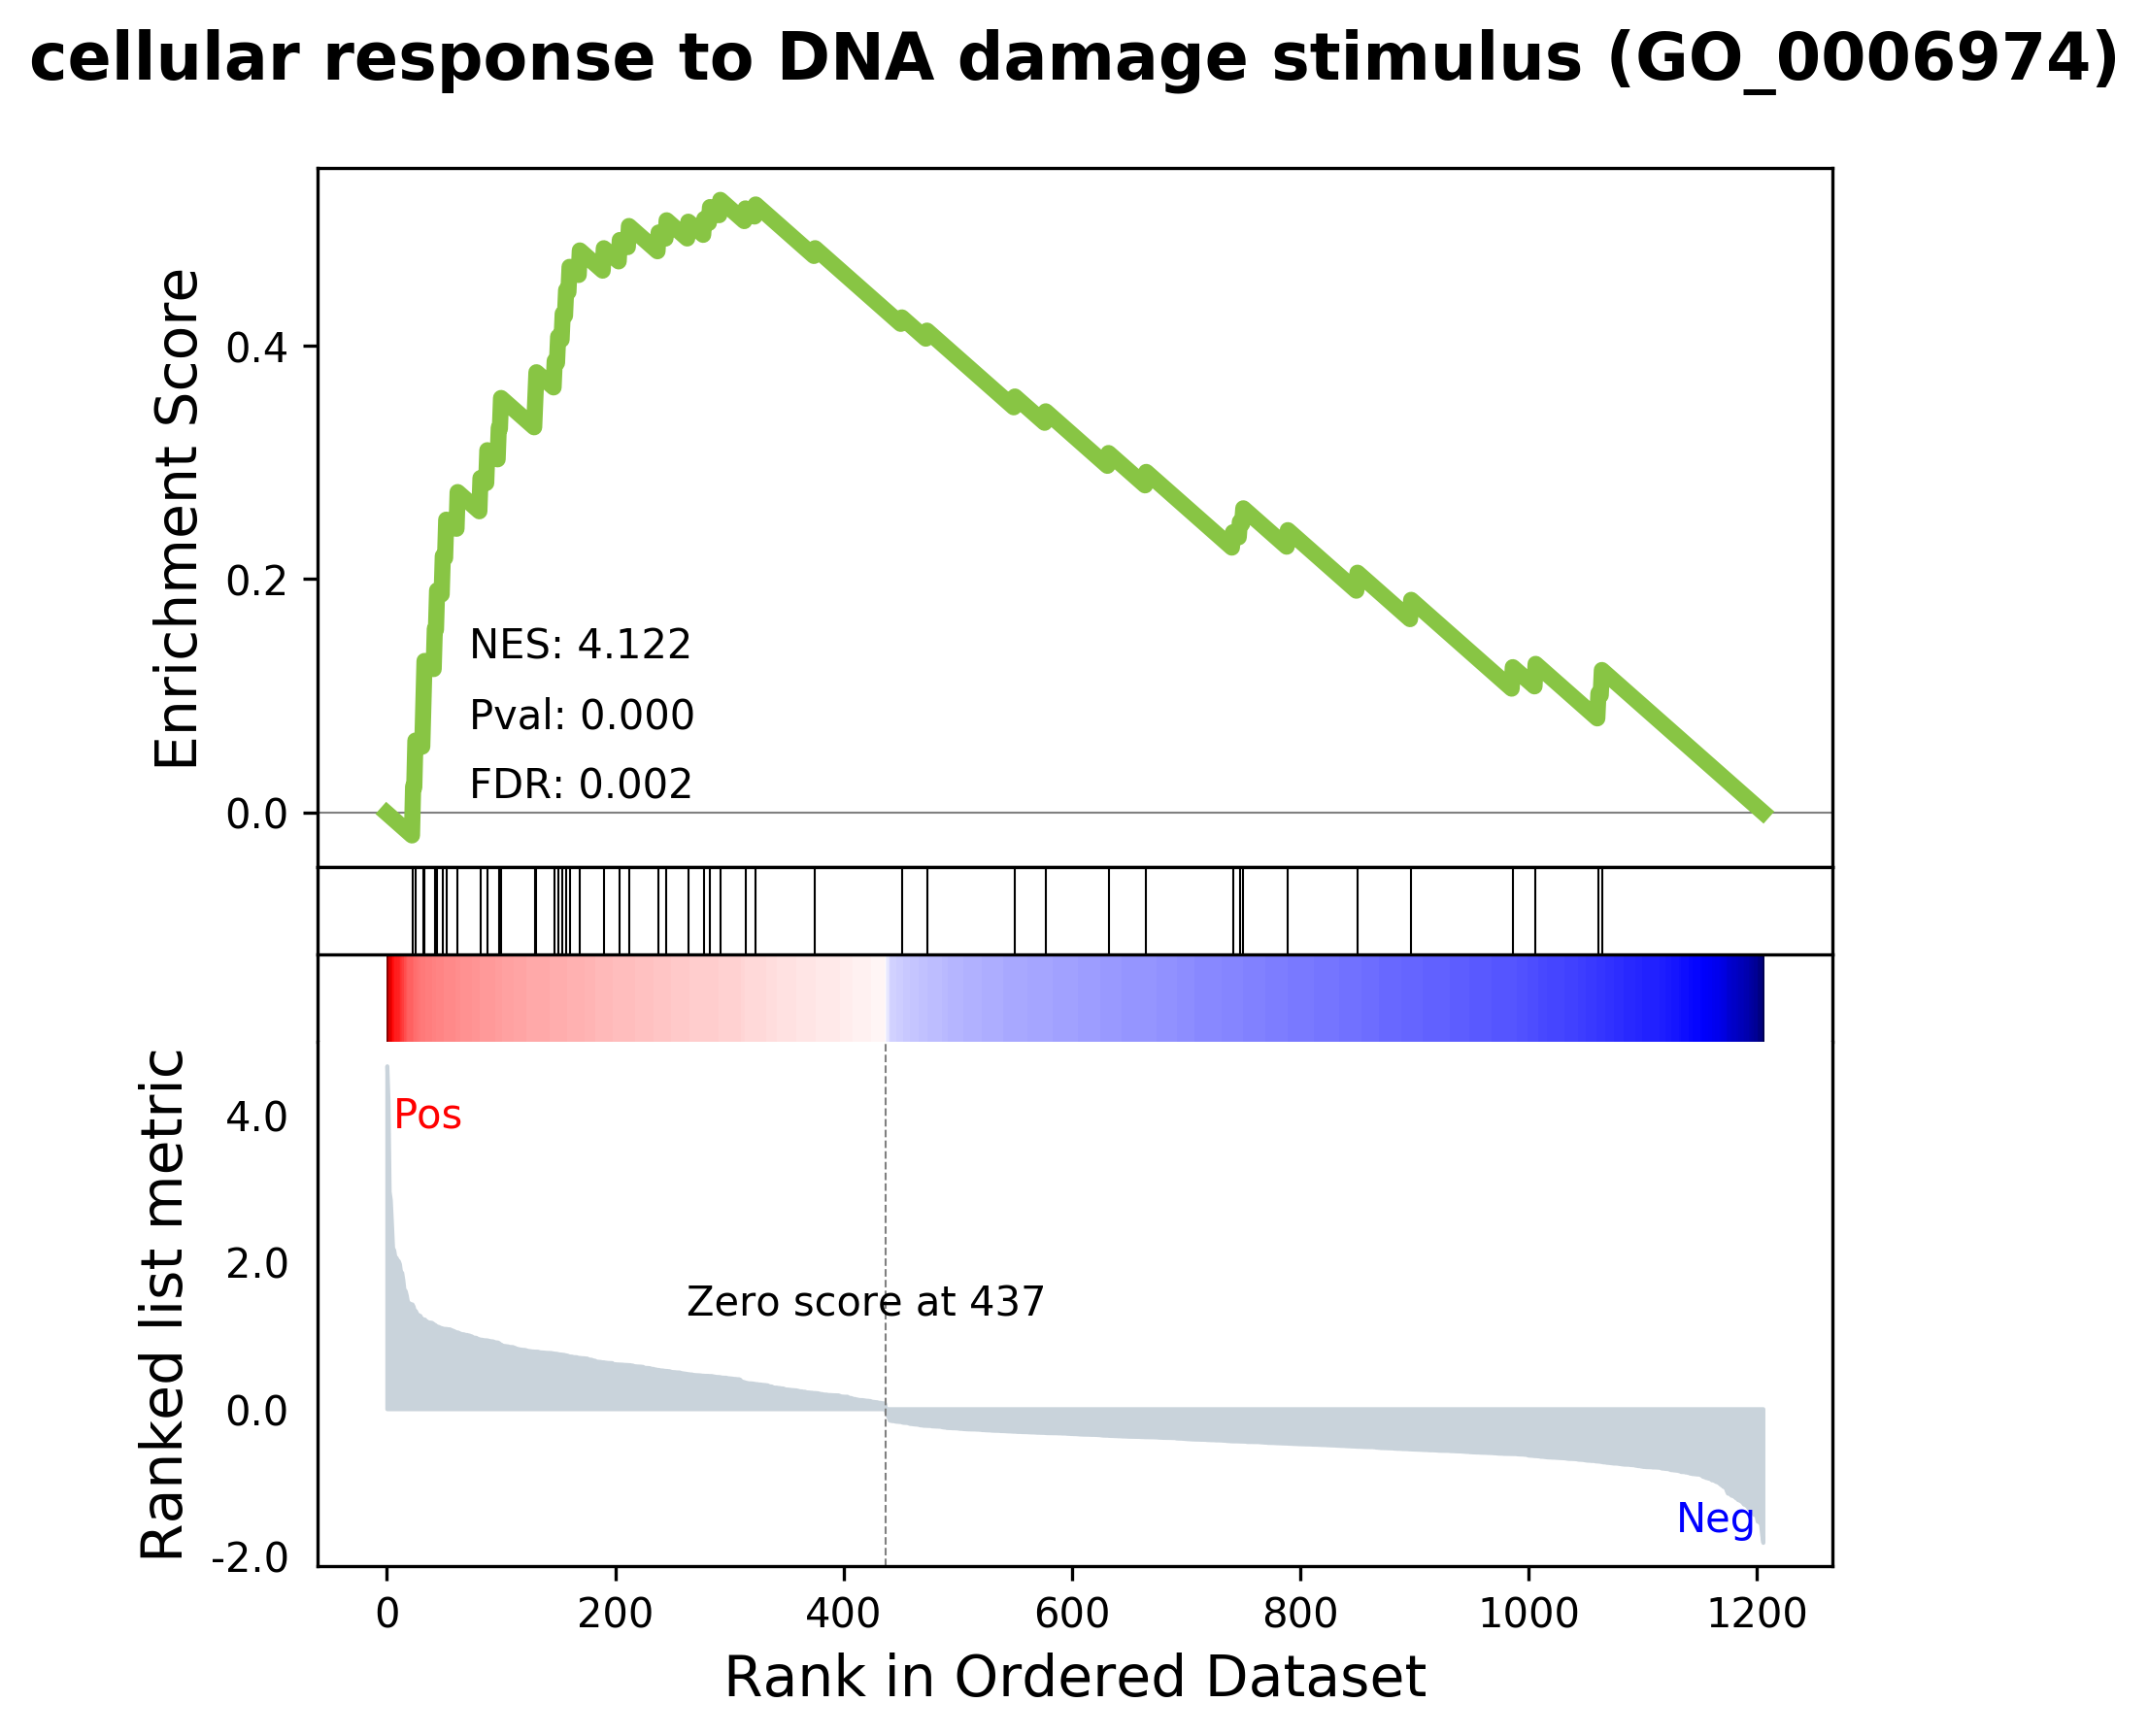 cellular response to DNA damage stimulus (GO_0006974)
Enrichment Score
0.4
0.2
0.0
NES: 4.122
Pval: 0.000
FDR: 0.002
Ranked list metric
4.0
2.0
0.0
-2.0
Pos
Zero score at 437
Neg
0 200 400 600 800 1000 1200
Rank in Ordered Dataset